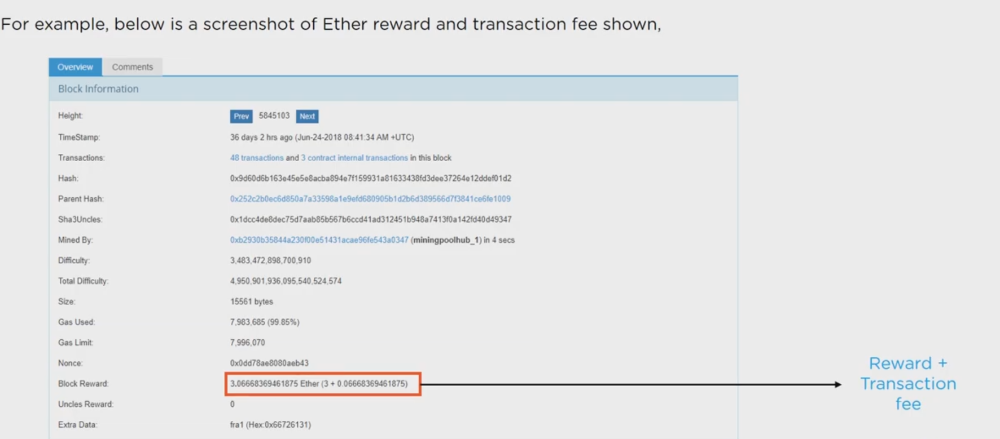 For example, below is a screenshot of Ether reward and transaction fee shown,
Overview Comments
Block Information
Height: Prev 5845103 Next
TimeStamp: 36 days 2 hrs ago (Jun-24-2018 08:41:34 AM +UTC)
Transactions: 48 transactions and 3 contract internal transactions in this block
Hash: 0x9d60d6b163e45e5e8acba894e7f159931a81633438fd3dee37264e12ddef01d2
Parent Hash: 0x252c2b0ec6d850a7a33598a1e9efd680905b1d2b6d389566d7f3841ce6fe1009
Sha3Uncles: 0x1dcc4de8dec75d7aab85b567b6ccd41ad312451b948a7413f0a142fd40d49347
Mined By: 0xb2930b35844a230f00e51431acae96fe543a0347 (miningpoolhub_1) in 4 secs
Difficulty: 3,483,472,898,700,910
Total Difficulty: 4,950,901,936,095,540,524,574
Size: 15561 bytes
Gas Used: 7,983,685 (99.85%)
Gas Limit: 7,996,070
Nonce: 0x0dd78ae8080aeb43
Block Reward: 3.06668369461875 Ether (3 + 0.06668369461875)
Uncles Reward: 0
Extra Data: fra1 (Hex:0x66726131)
Reward +
Transaction
fee